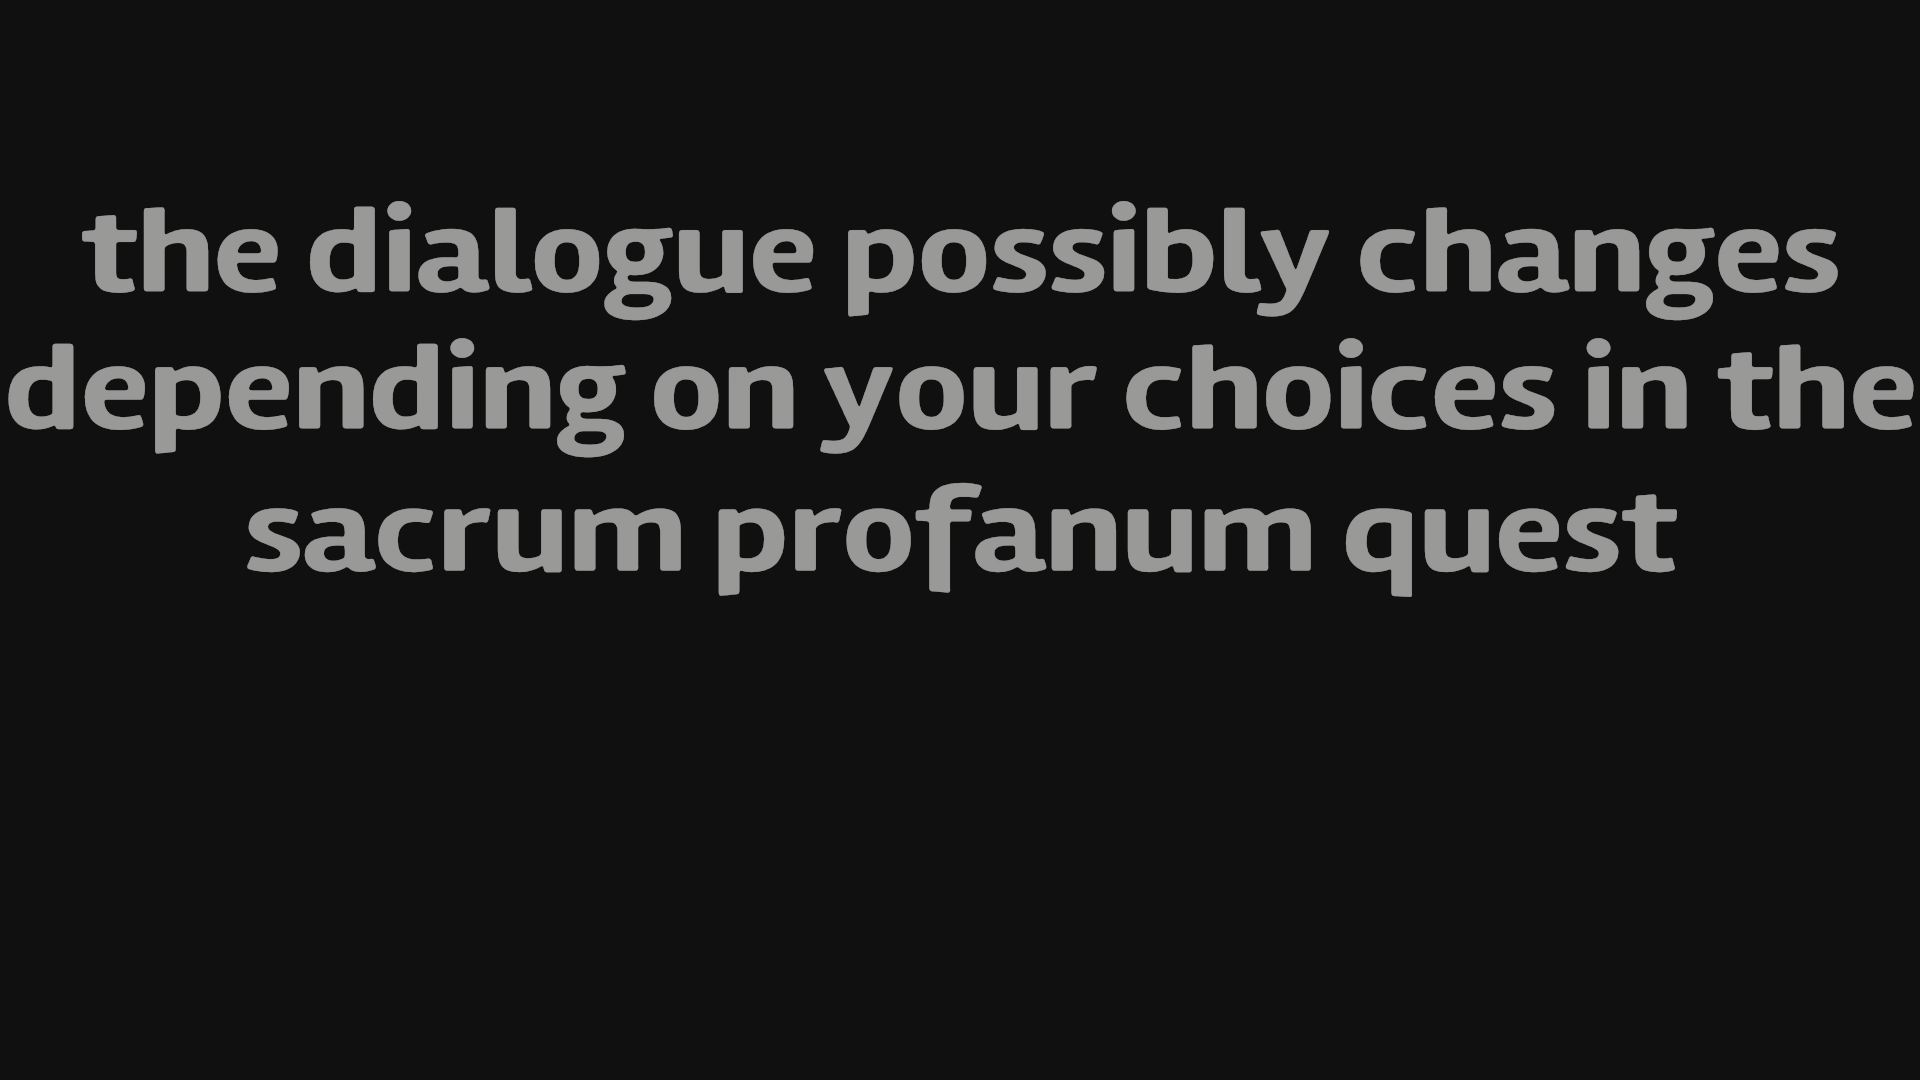 the dialogue possibly changes
depending on your choices in the
sacrum profanum quest